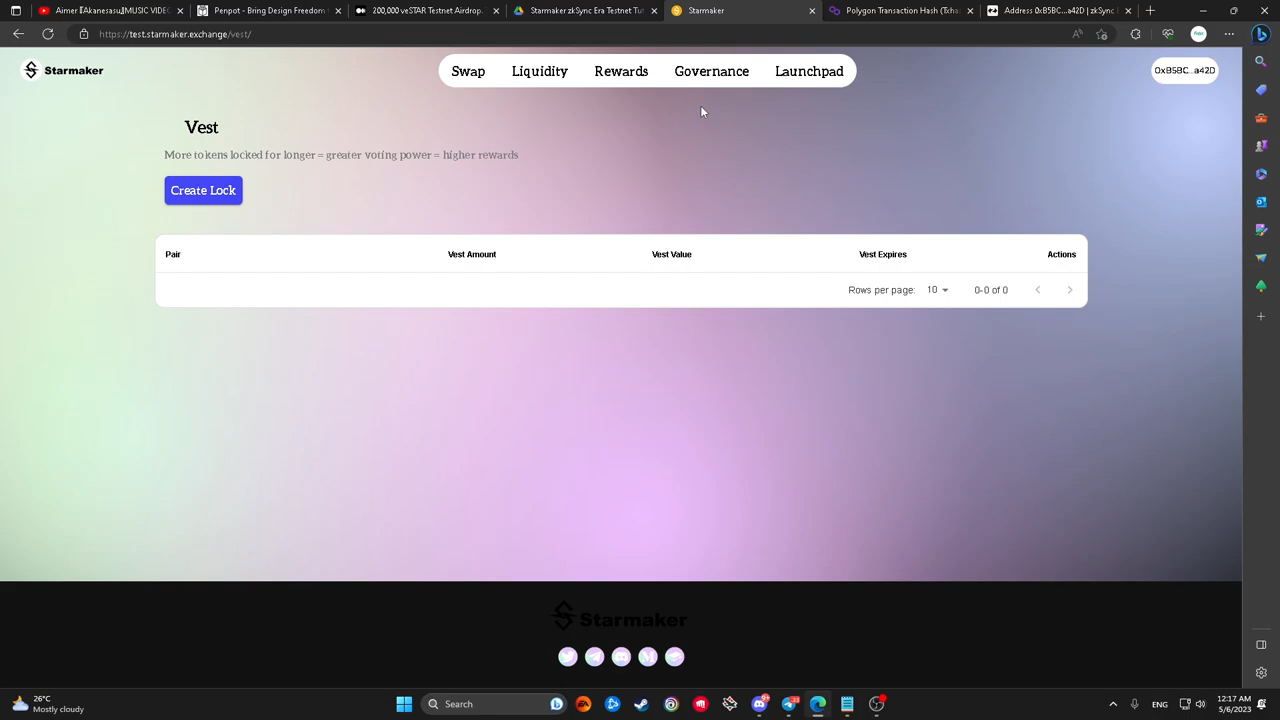 Aimer『Akanesasu』MUSIC VIDEO
Penpot - Bring Design Freedom
200,000 veSTAR Testnet Airdrop
Starmaker zkSync Era Testnet Tut
Starmaker
Polygon Transaction Hash (Txhas
Address 0xB5BC...a42D | zkSync
https://test.starmaker.exchange/vest/
Starmaker
Swap
Liquidity
Rewards
Governance
Launchpad
0xB5BC...a42D
Vest
More tokens locked for longer = greater voting power = higher rewards
Create Lock
Pair
Vest Amount
Vest Value
Vest Expires
Actions
Rows per page:
10
0-0 of 0
Starmaker
26°C
Mostly cloudy
Search
ENG
12:17 AM
5/6/2023